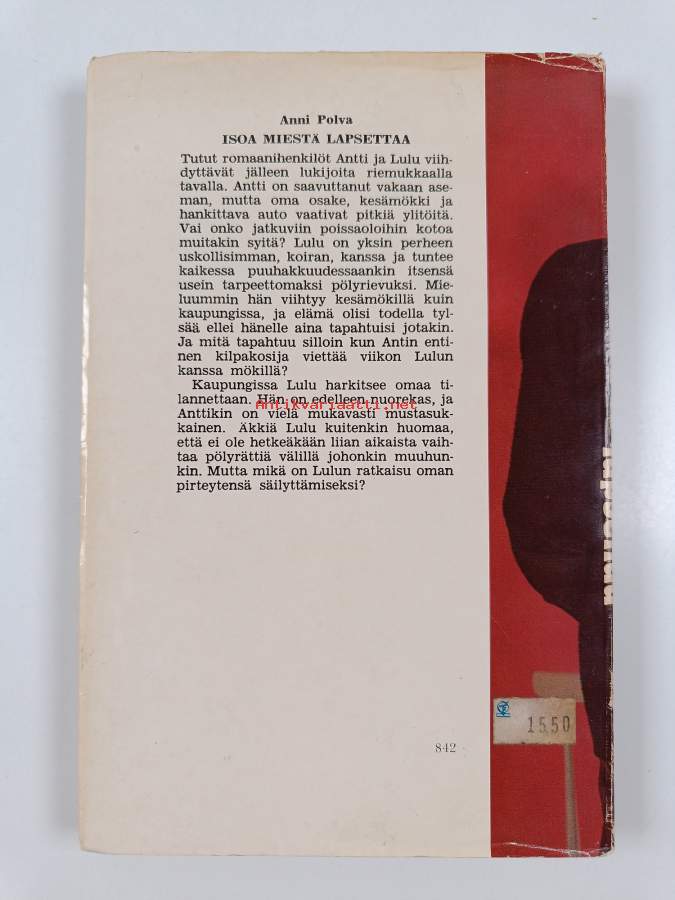 Anni Polva
ISOA MIESTÄ LAPSETTAA
Tutut romaanihenkilöt Antti ja Lulu viih-
dyttävät jälleen lukijoita riemukkaalla
tavalla. Antti on saavuttanut vakaan ase-
man, mutta oma osake, kesämökki ja
hankittava auto vaativat pitkiä ylitöitä.
Vai onko jatkuviin poissaoloihin kotoa
muitakin syitä? Lulu on yksin perheen
uskollisimman, koiran, kanssa ja tuntee
kaikessa puuhakkuudessaankin itsensä
usein tarpeettomaksi pölyrievuksi. Mie-
luummin hän viihtyy kesämökillä kuin
kaupungissa, ja elämä olisi todella tyl-
sää ellei hänelle aina tapahtuisi jotakin.
Ja mitä tapahtuu silloin kun Antin enti-
nen kilpakosija viettää viikon Lulun
kanssa mökillä?
Kaupungissa Lulu harkitsee omaa ti-
lannettaan. Hän on edelleen nuorekas, ja
Antikvariaatti.net
Anttikin on vielä mukavasti mustasuk-
kainen. Äkkiä Lulu kuitenkin huomaa,
että ei ole hetkeäkään liian aikaista vaih-
taa pölyrättiä välillä johonkin muuhun-
kin. Mutta mikä on Lulun ratkaisu oman
pirteytensä säilyttämiseksi?
842
lapsettaa
15.50